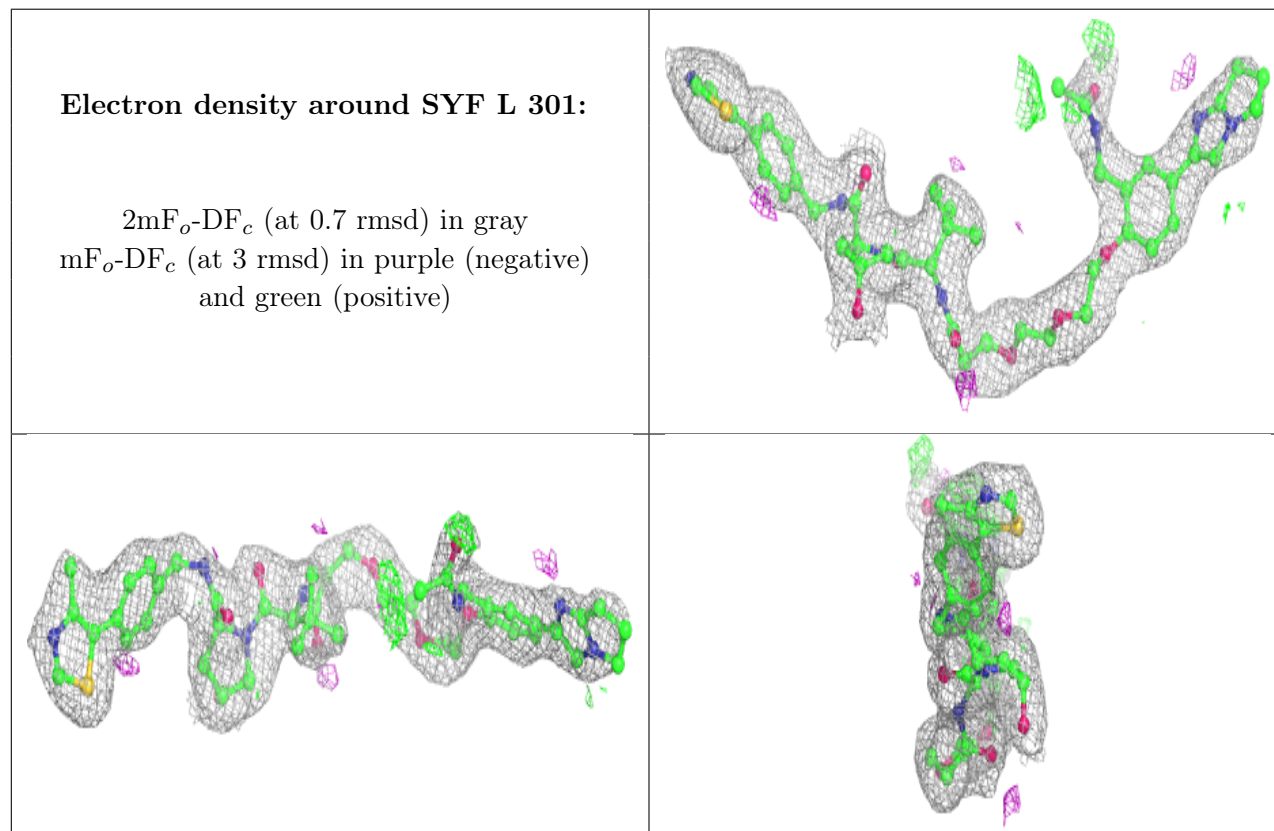 Electron density around SYF L 301:
2mFo-DFc (at 0.7 rmsd) in gray
mFo-DFc (at 3 rmsd) in purple (negative)
and green (positive)